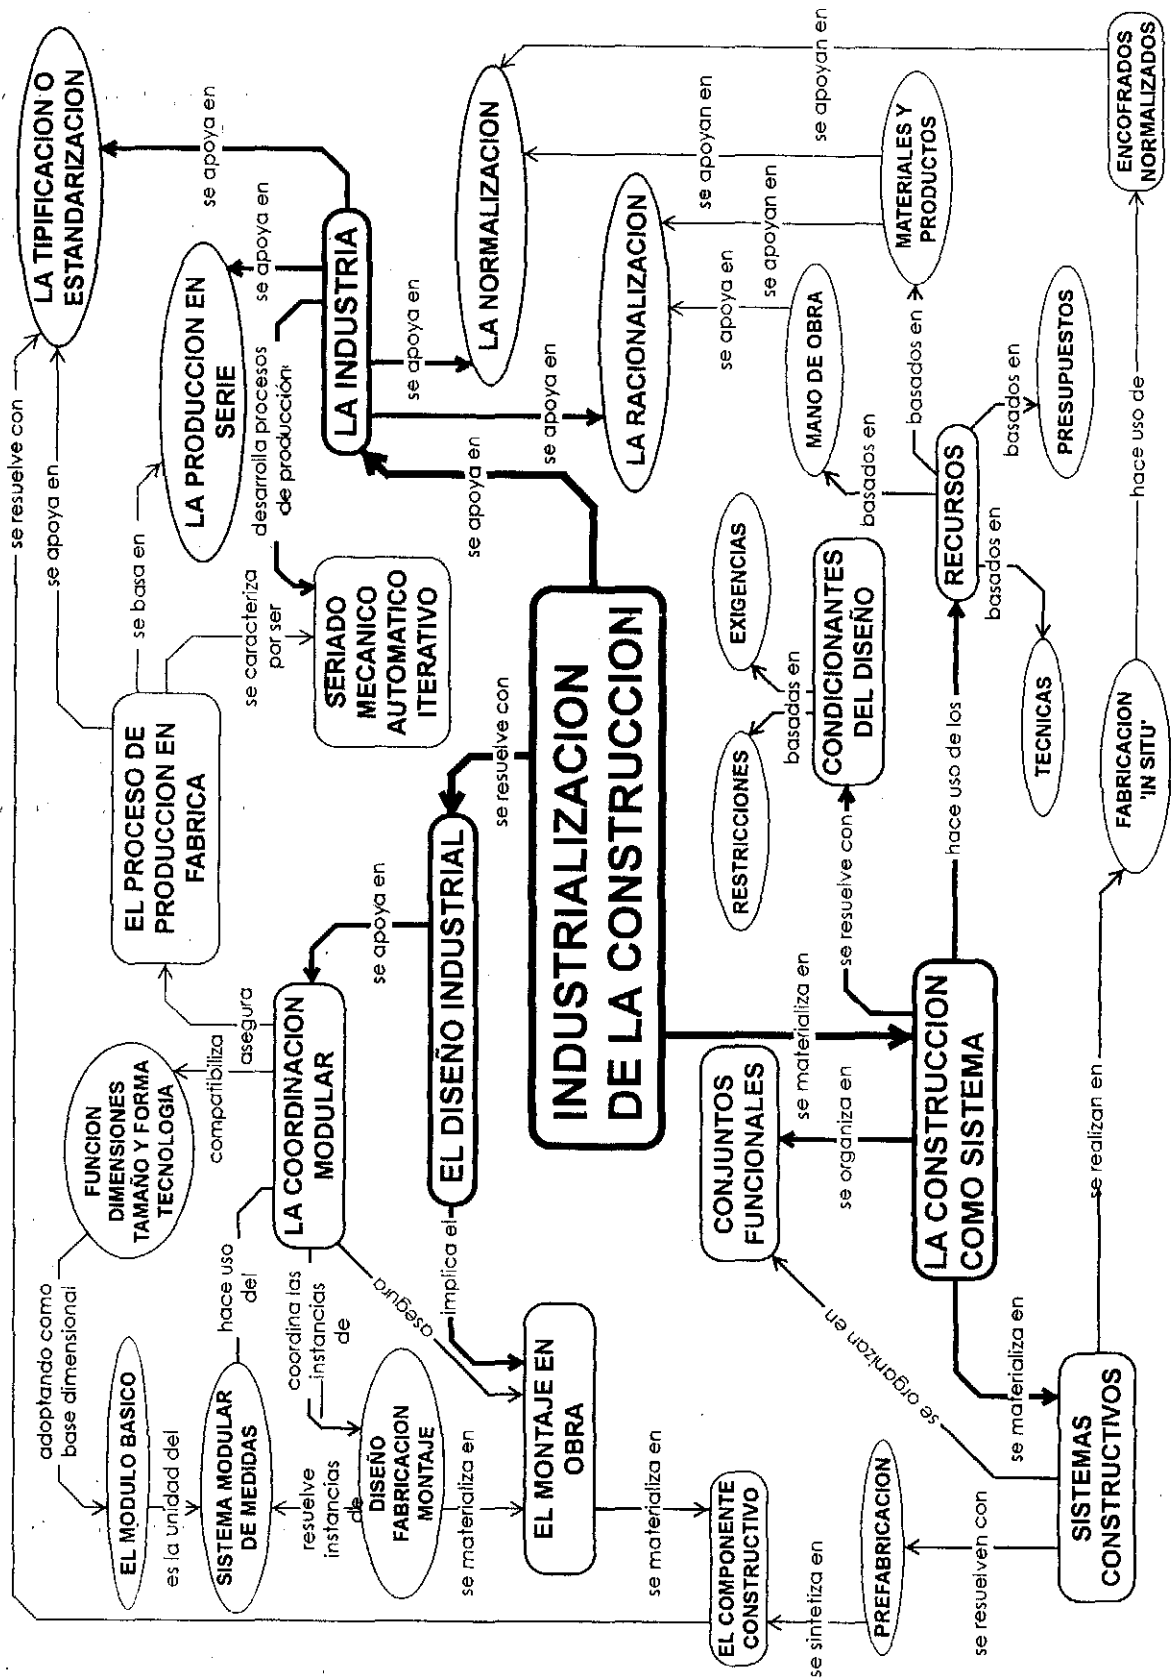 se resuelve con
LA TIPIFICACION O
ESTANDARIZACION
se apoya en
se apoya en
adoptando como
base dimensional
FUNCION
DIMENSIONES
TAMAÑO Y FORMA
TECNOLOGIA
EL PROCESO DE
PRODUCCION EN
FABRICA
se basa en
LA PRODUCCION EN
SERIE
se apoya en
EL MODULO BASICO
es la unidad del
compatibiliza
asegura
se caracteriza
por ser
desarrolla procesos
de producción:
SISTEMA MODULAR
DE MEDIDAS
hace uso
del
LA COORDINACION
MODULAR
SERIADO
MECANICO
AUTOMATICO
ITERATIVO
LA INDUSTRIA
resuelve
instancias
de
coordina las
instancias
de
se apoya en
se apoya en
DISEÑO
FABRICACION
MONTAJE
asegura
EL DISEÑO INDUSTRIAL
se apoya en
LA NORMALIZACION
se materializa en
implica el
se resuelve con
se apoya en
EL MONTAJE EN
OBRA
INDUSTRIALIZACION
DE LA CONSTRUCCION
LA RACIONALIZACION
se materializa en
se apoya en
se apoyan en
se apoyan en
se apoyan en
EL COMPONENTE
CONSTRUCTIVO
CONJUNTOS
FUNCIONALES
se materializa en
RESTRICCIONES
EXIGENCIAS
basadas en
MANO DE OBRA
MATERIALES Y
PRODUCTOS
se sintetiza en
se organizan en
se organiza en
se resuelve con
CONDICIONANTES
DEL DISEÑO
basados en
basados en
PREFABRICACION
LA CONSTRUCCION
COMO SISTEMA
hace uso de los
RECURSOS
basados en
basados en
PRESUPUESTOS
se resuelven con
se materializa en
TECNICAS
SISTEMAS
CONSTRUCTIVOS
se realizan en
FABRICACION
'IN SITU'
hace uso de
ENCOFRADOS
NORMALIZADOS